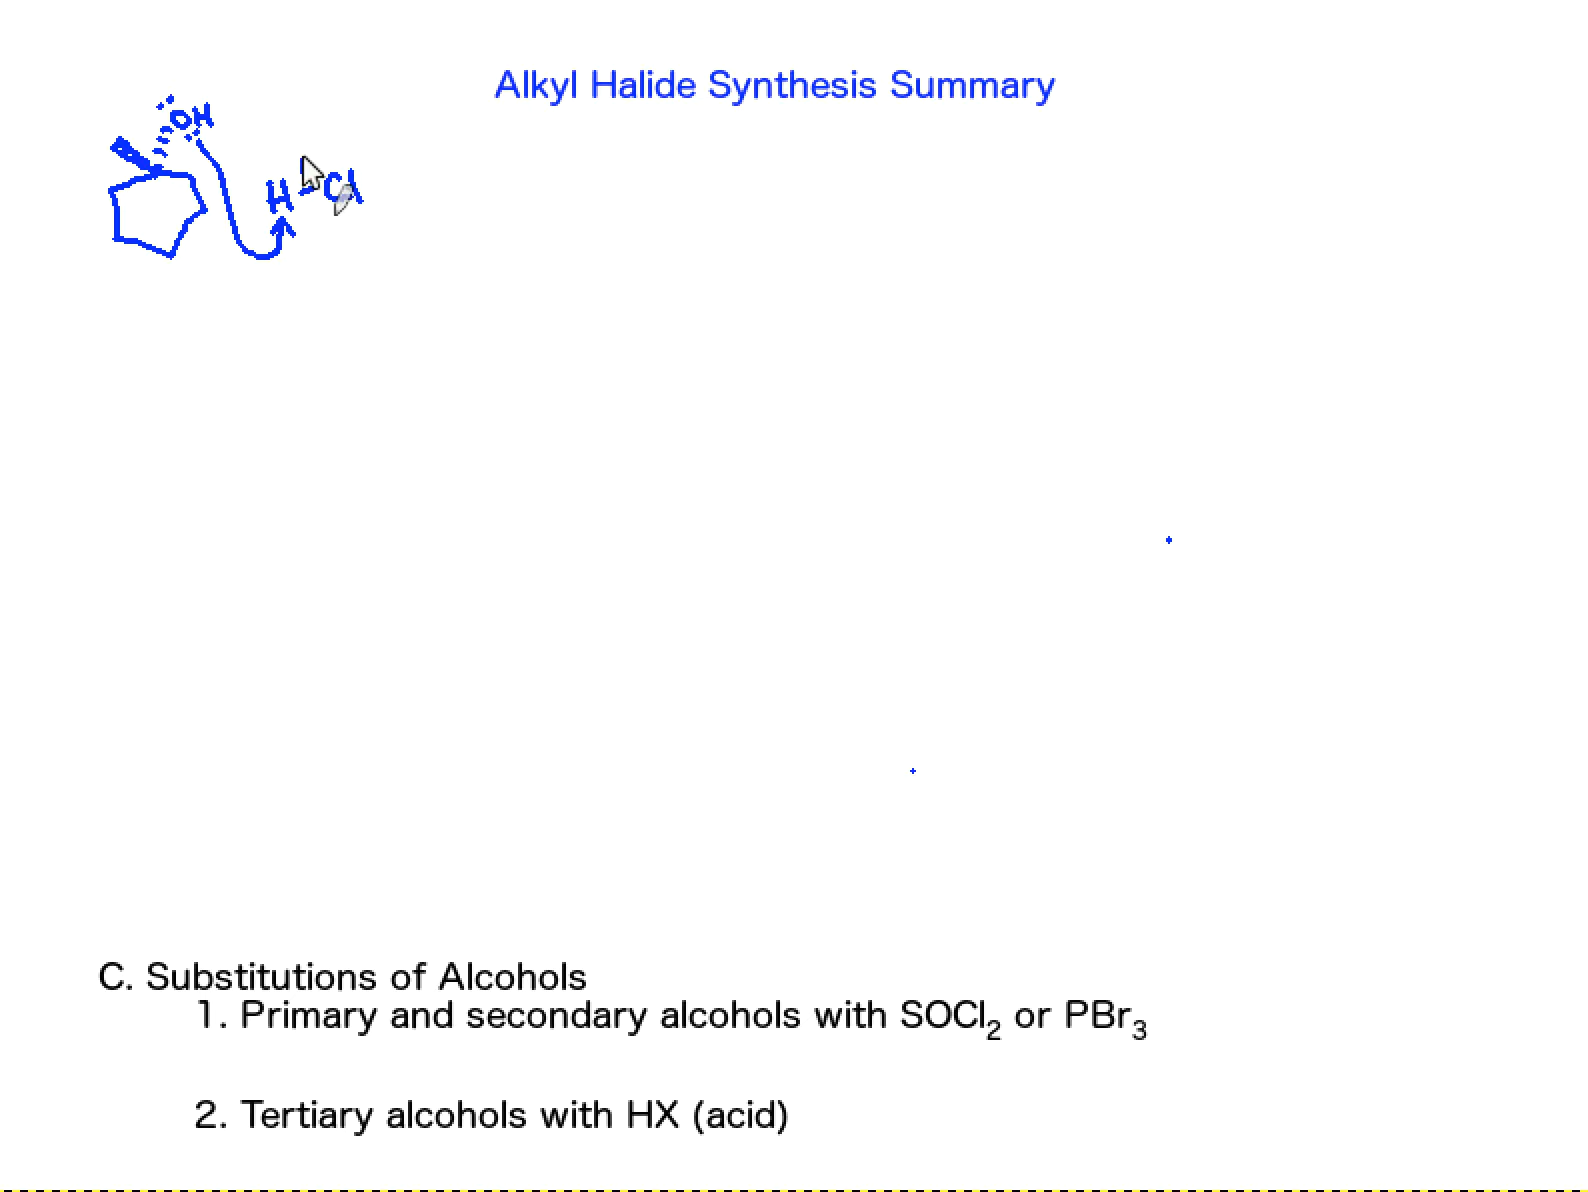 Alkyl Halide Synthesis Summary
OH
H-Cl
C. Substitutions of Alcohols
1. Primary and secondary alcohols with SOCl₂ or PBr₃
2. Tertiary alcohols with HX (acid)